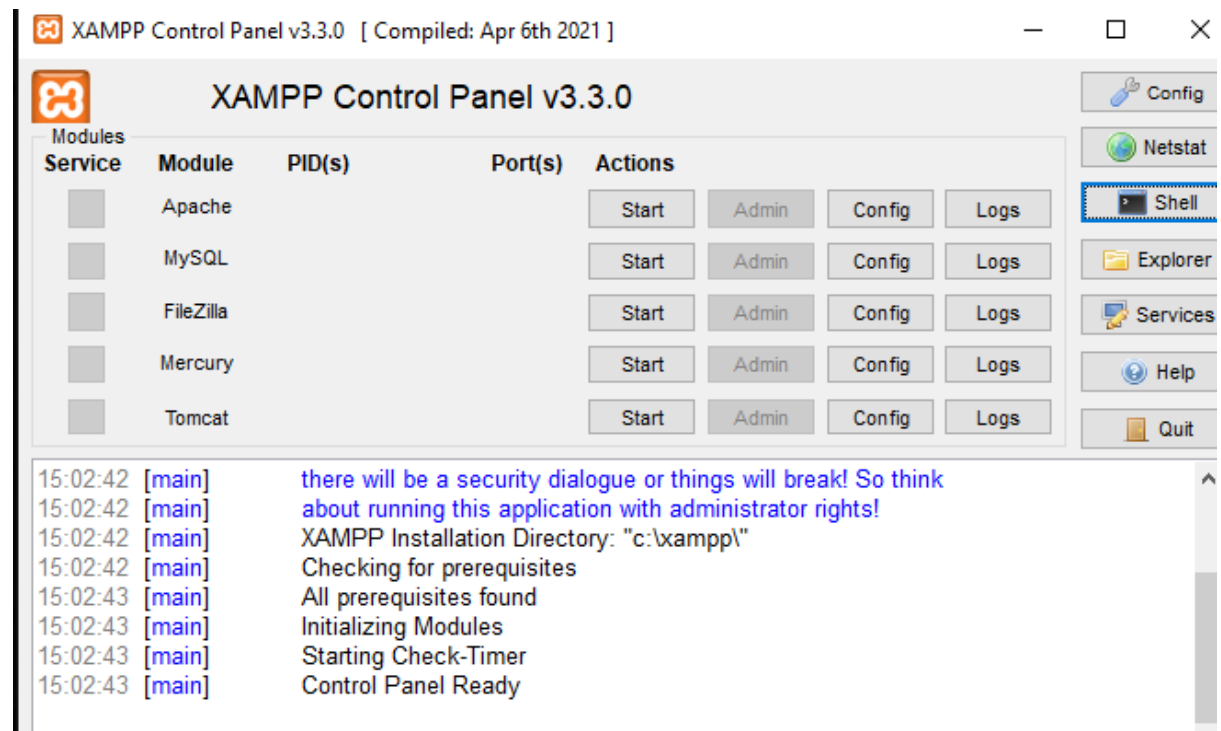 XAMPP Control Panel v3.3.0 [ Compiled: Apr 6th 2021 ]
XAMPP Control Panel v3.3.0
Config
Modules
Netstat
Service Module PID(s) Port(s) Actions
Apache Start Admin Config Logs
Shell
MySQL Start Admin Config Logs
Explorer
FileZilla Start Admin Config Logs
Services
Mercury Start Admin Config Logs
Help
Tomcat Start Admin Config Logs
Quit
15:02:42 [main] there will be a security dialogue or things will break! So think
15:02:42 [main] about running this application with administrator rights!
15:02:42 [main] XAMPP Installation Directory: "c:\xampp\"
15:02:42 [main] Checking for prerequisites
15:02:43 [main] All prerequisites found
15:02:43 [main] Initializing Modules
15:02:43 [main] Starting Check-Timer
15:02:43 [main] Control Panel Ready